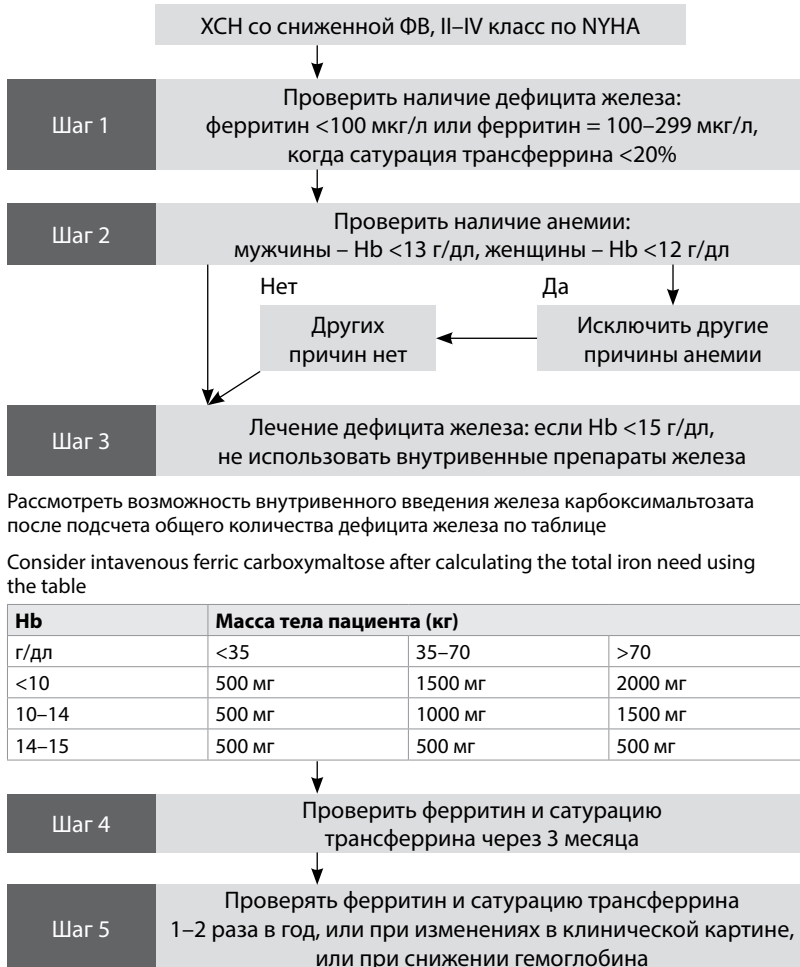 ХСН со сниженной ФВ, II–IV класс по NYHA
Шаг 1
Проверить наличие дефицита железа:
ферритин <100 мкг/л или ферритин = 100–299 мкг/л,
когда сатурация трансферрина <20%
Шаг 2
Проверить наличие анемии:
мужчины – Hb <13 г/дл, женщины – Hb <12 г/дл
Нет
Да
Других
причин нет
Исключить другие
причины анемии
Шаг 3
Лечение дефицита железа: если Hb <15 г/дл,
не использовать внутривенные препараты железа
Рассмотреть возможность внутривенного введения железа карбоксимальтозата
после подсчета общего количества дефицита железа по таблице
Consider intavenous ferric carboxymaltose after calculating the total iron need using
the table
Hb Масса тела пациента (кг)
г/дл <35 35–70 >70
<10 500 мг 1500 мг 2000 мг
10–14 500 мг 1000 мг 1500 мг
14–15 500 мг 500 мг 500 мг
Шаг 4
Проверить ферритин и сатурацию
трансферрина через 3 месяца
Шаг 5
Проверять ферритин и сатурацию трансферрина
1–2 раза в год, или при изменениях в клинической картине,
или при снижении гемоглобина